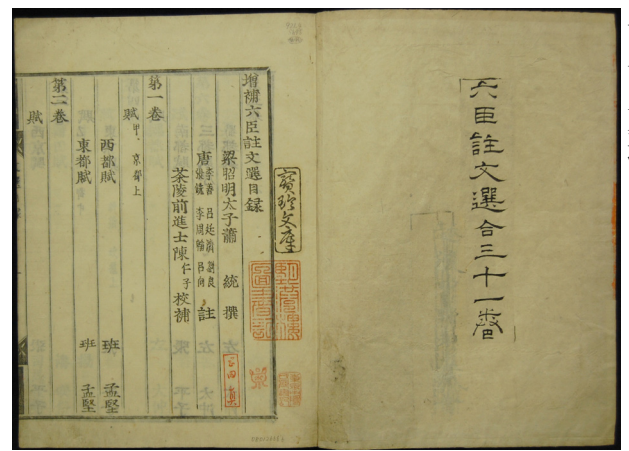 六臣註文選合三十一卷
寶珍文庫
增補六臣註文選目録
梁昭明太子蕭 統 撰
唐 李善 呂延濟 劉良
張銑 李周翰 呂向 註
茶陵前進士陳仁子校補
第一卷
賦甲 京都上
西都賦 班 孟堅
東都賦 班 孟堅
第二卷
賦